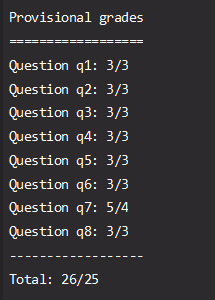 Provisional grades
==================
Question q1: 3/3
Question q2: 3/3
Question q3: 3/3
Question q4: 3/3
Question q5: 3/3
Question q6: 3/3
Question q7: 5/4
Question q8: 3/3
------------------
Total: 26/25